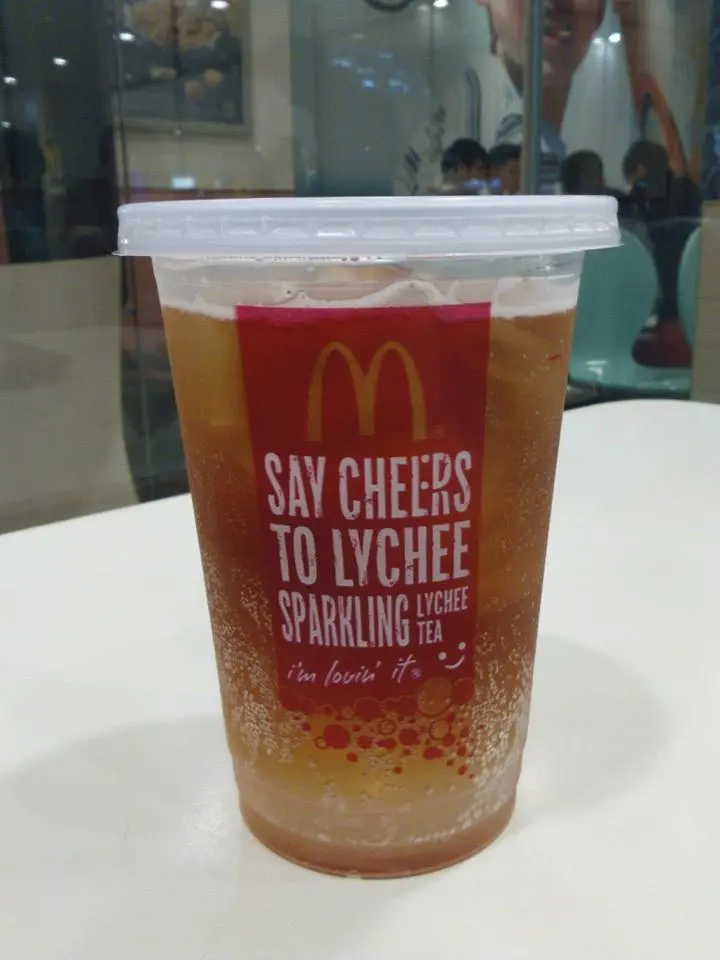 M®
SAY CHEERS
TO LYCHEE
SPARKLING LYCHEE TEA
i'm lovin' it®